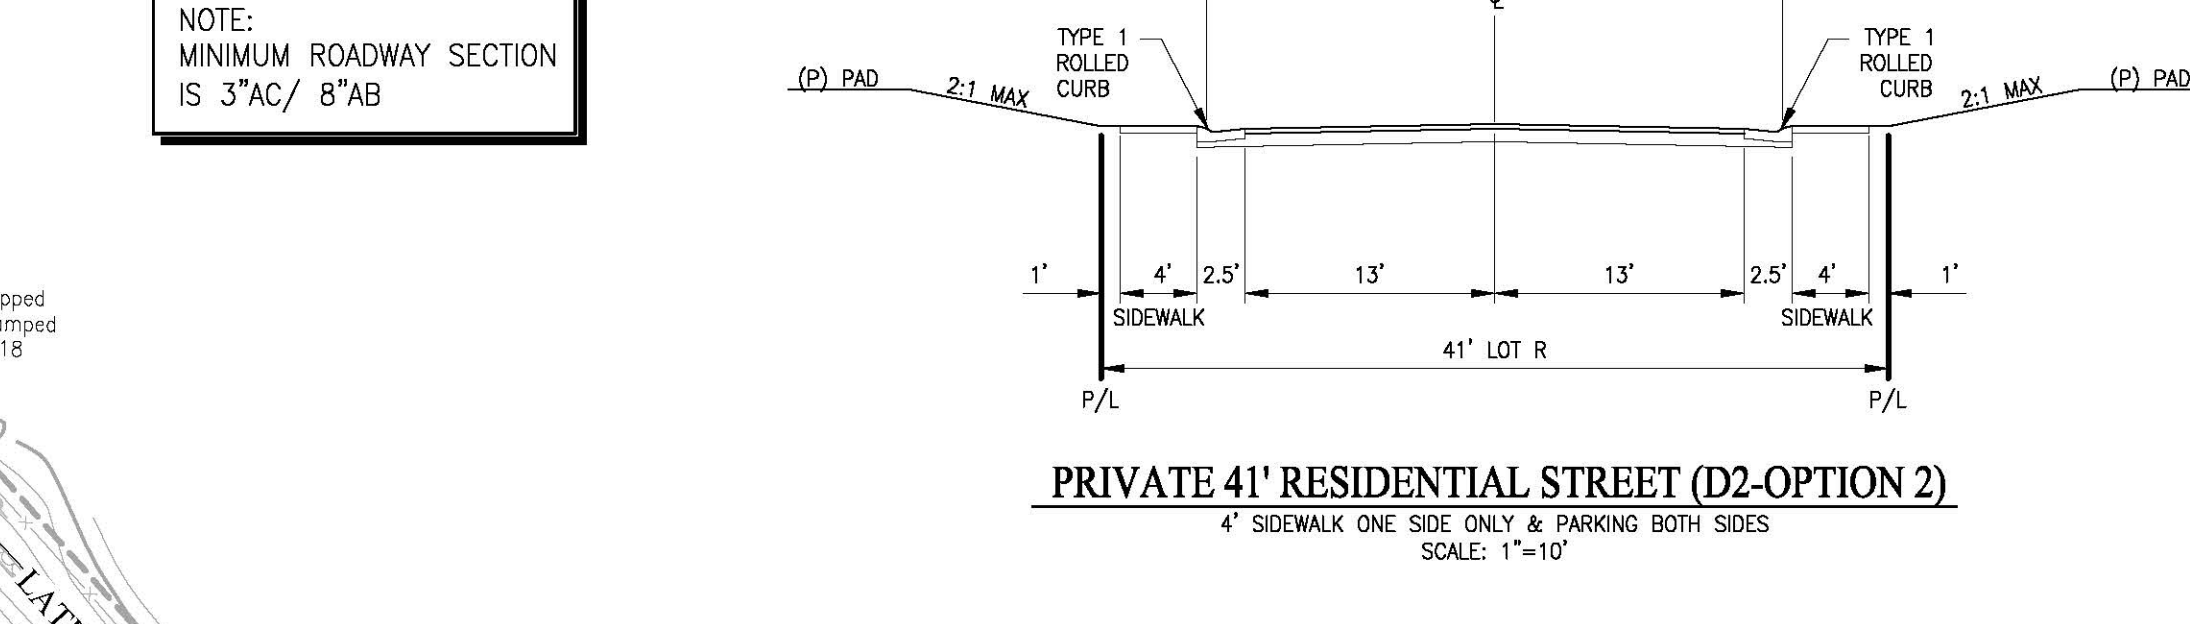 NOTE:
MINIMUM ROADWAY SECTION
IS 3"AC/ 8"AB
TYPE 1
ROLLED
CURB
TYPE 1
ROLLED
CURB
(P) PAD
2:1 MAX
2:1 MAX
(P) PAD
1'
4'
2.5'
13'
13'
2.5'
4'
1'
SIDEWALK
SIDEWALK
41' LOT R
P/L
P/L
PRIVATE 41' RESIDENTIAL STREET (D2-OPTION 2)
4' SIDEWALK ONE SIDE ONLY & PARKING BOTH SIDES
SCALE: 1"=10'
pped
mped
18